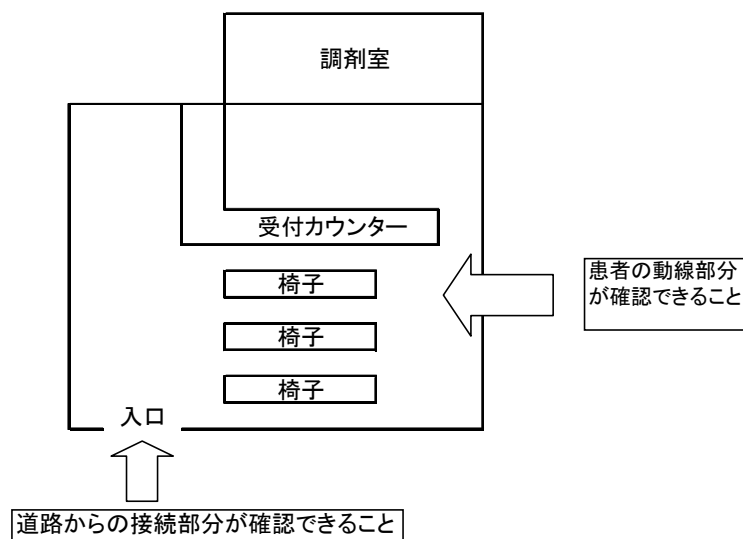 調剤室
受付カウンター
椅子
患者の動線部分
が確認できること
椅子
椅子
入口
道路からの接続部分が確認できること